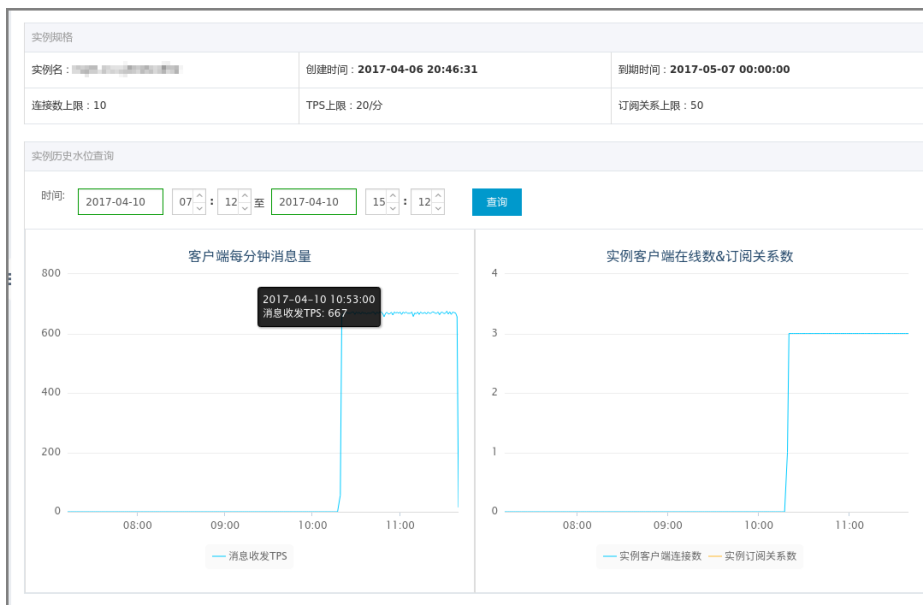 实例规格
实例名：
创建时间：2017-04-06 20:46:31
到期时间：2017-05-07 00:00:00
连接数上限：10
TPS上限：20/分
订阅关系上限：50
实例历史水位查询
时间: 2017-04-10 07 : 12 至 2017-04-10 15 : 12 查询
客户端每分钟消息量
800
600
400
200
0
08:00 09:00 10:00 11:00
2017-04-10 10:53:00
消息收发TPS: 667
消息收发TPS
实例客户端在线数&订阅关系数
4
3
2
1
0
08:00 09:00 10:00 11:00
实例客户端连接数 实例订阅关系数